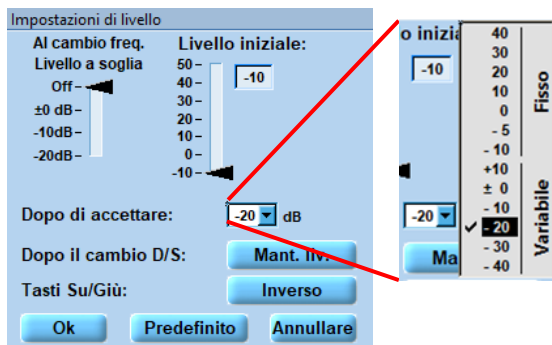 Impostazioni di livello
Al cambio freq.
Livello a soglia
Off
±0 dB
-10dB
-20dB
Livello iniziale:
50
40
30
20
10
0
-10
-10
Dopo di accettare:
-20
dB
Dopo il cambio D/S:
Mant. liv.
Tasti Su/Giù:
Inverso
Ok
Predefinito
Annullare
o inizia
-10
-20
Ma
40
30
20
10
0
- 5
- 10
Fisso
+10
± 0
- 10
- 20
- 30
- 40
Variabile